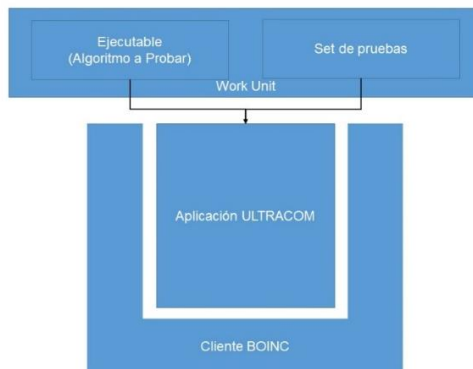 Ejecutable
(Algoritmo a Probar)
Set de pruebas
Work Unit
Aplicación ULTRACOM
Cliente BOINC